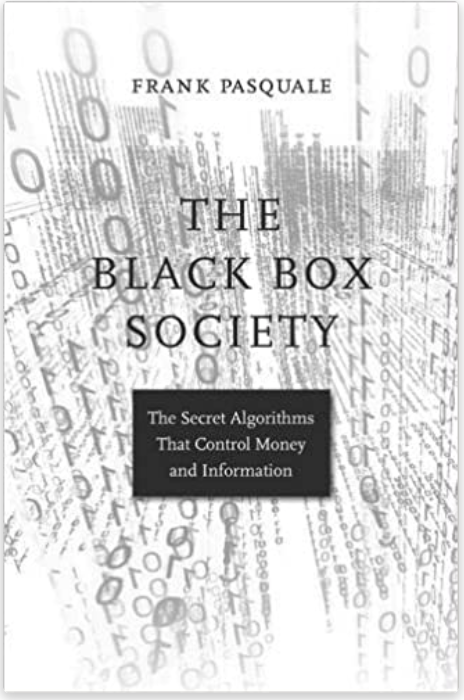 FRANK PASQUALE
THE
BLACK BOX
SOCIETY
The Secret Algorithms
That Control Money
and Information